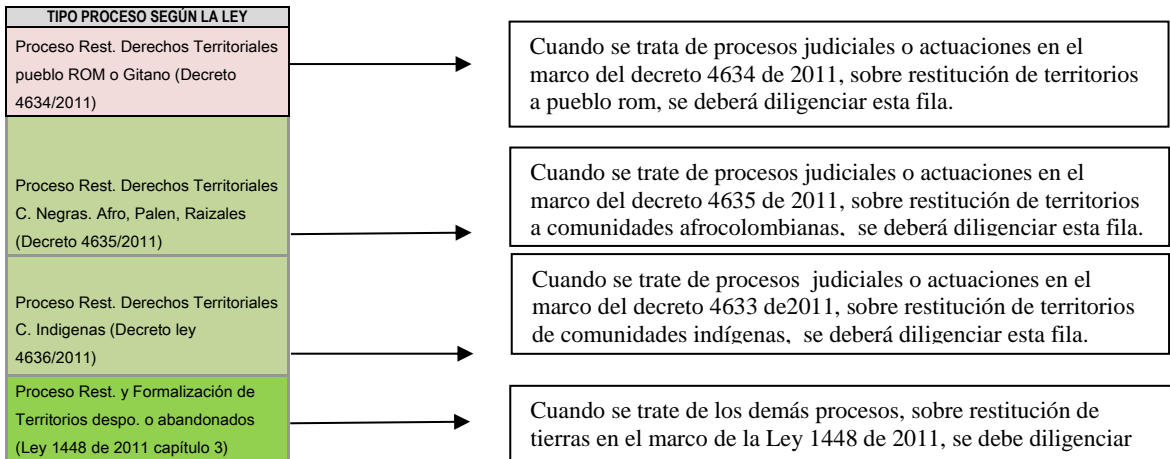 TIPO PROCESO SEGÚN LA LEY
Proceso Rest. Derechos Territoriales
pueblo ROM o Gitano (Decreto
4634/2011)
Cuando se trata de procesos judiciales o actuaciones en el
marco del decreto 4634 de 2011, sobre restitución de territorios
a pueblo rom, se deberá diligenciar esta fila.
Proceso Rest. Derechos Territoriales
C. Negras. Afro, Palen, Raizales
(Decreto 4635/2011)
Cuando se trate de procesos judiciales o actuaciones en el
marco del decreto 4635 de 2011, sobre restitución de territorios
a comunidades afrocolombianas, se deberá diligenciar esta fila.
Proceso Rest. Derechos Territoriales
C. Indigenas (Decreto ley
4636/2011)
Cuando se trate de procesos judiciales o actuaciones en el
marco del decreto 4633 de2011, sobre restitución de territorios
de comunidades indígenas, se deberá diligenciar esta fila.
Proceso Rest. y Formalización de
Territorios despo. o abandonados
(Ley 1448 de 2011 capítulo 3)
Cuando se trate de los demás procesos, sobre restitución de
tierras en el marco de la Ley 1448 de 2011, se debe diligenciar